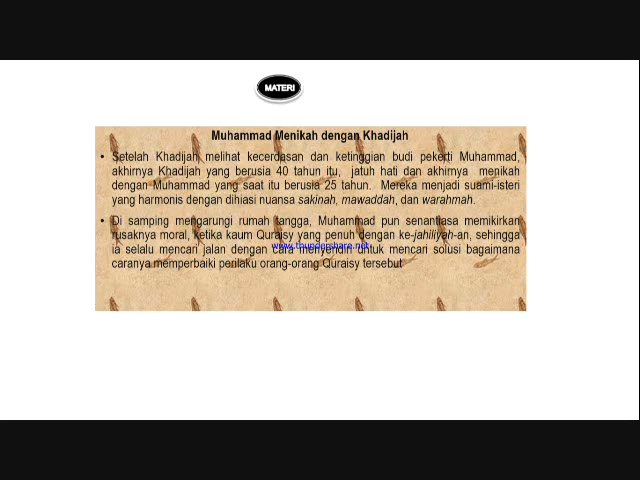 MATERI
Muhammad Menikah dengan Khadijah
• Setelah Khadijah melihat kecerdasan dan ketinggian budi pekerti Muhammad,
akhirnya Khadijah yang berusia 40 tahun itu, jatuh hati dan akhirnya menikah
dengan Muhammad yang saat itu berusia 25 tahun. Mereka menjadi suami-isteri
yang harmonis dengan dihiasi nuansa sakinah, mawaddah, dan warahmah.
• Di samping mengarungi rumah tangga, Muhammad pun senantiasa memikirkan
rusaknya moral, ketika kaum Quraisy yang penuh dengan ke-jahiliyah-an, sehingga
www.thundershare.net
ia selalu mencari jalan dengan cara menyendiri untuk mencari solusi bagaimana
caranya memperbaiki perilaku orang-orang Quraisy tersebut